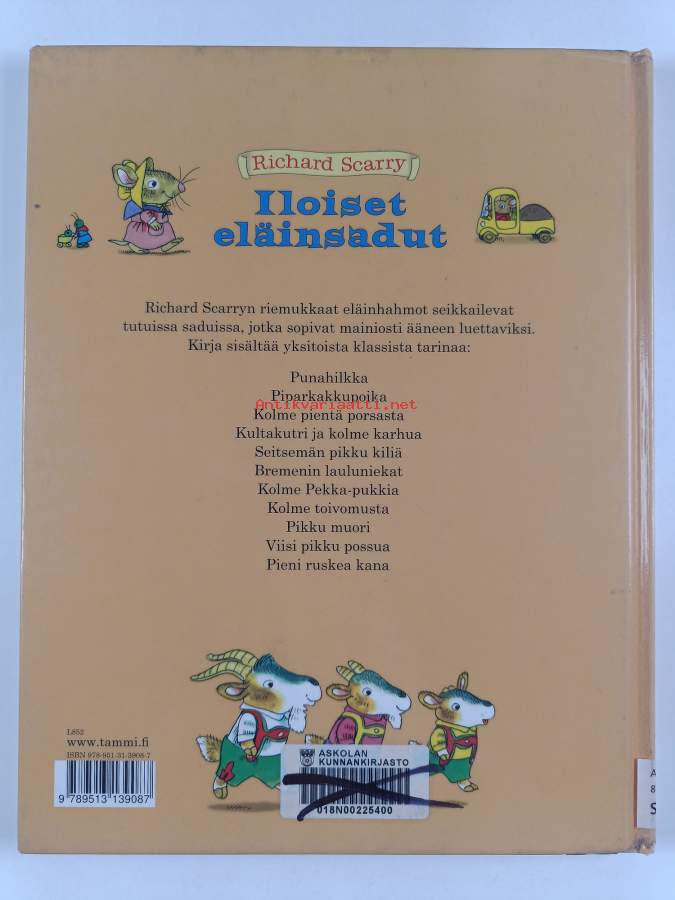 Richard Scarry
Iloiset
eläinsadut
Richard Scarryn riemukkaat eläinhahmot seikkailevat
tutuissa saduissa, jotka sopivat mainiosti ääneen luettaviksi.
Kirja sisältää yksitoista klassista tarinaa:
Punahilkka
Piparkakkupoika
Antikvariaatti.net
Kolme pientä porsasta
Kultakutri ja kolme karhua
Seitsemän pikku kiliä
Bremenin lauluniekat
Kolme Pekka-pukkia
Kolme toivomusta
Pikku muori
Viisi pikku possua
Pieni ruskea kana
L852
www.tammi.fi
ISBN 978-951-31-3908-7
9 789513 139087
ASKOLAN
KUNNANKIRJASTO
018N00225400
A
8
S